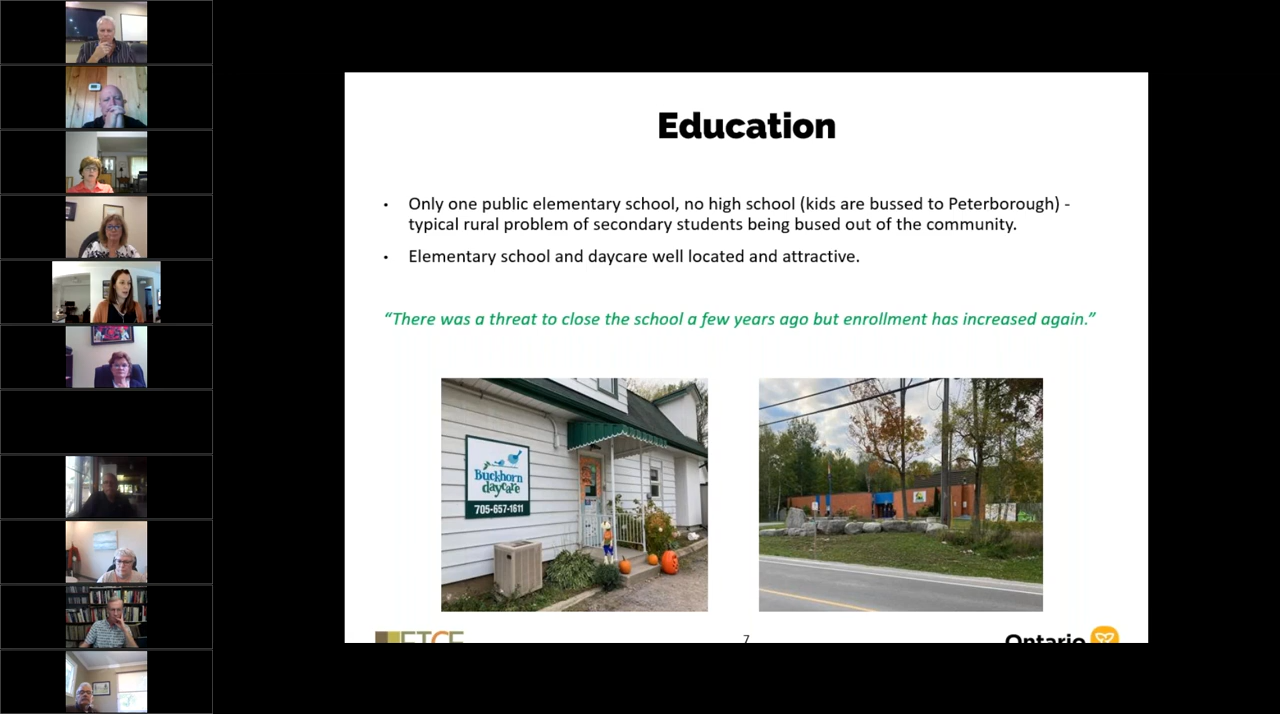 Education
• Only one public elementary school, no high school (kids are bussed to Peterborough) -
typical rural problem of secondary students being bused out of the community.
• Elementary school and daycare well located and attractive.
“There was a threat to close the school a few years ago but enrollment has increased again.”
Buckhorn
daycare
705-657-1611
7
Ontario